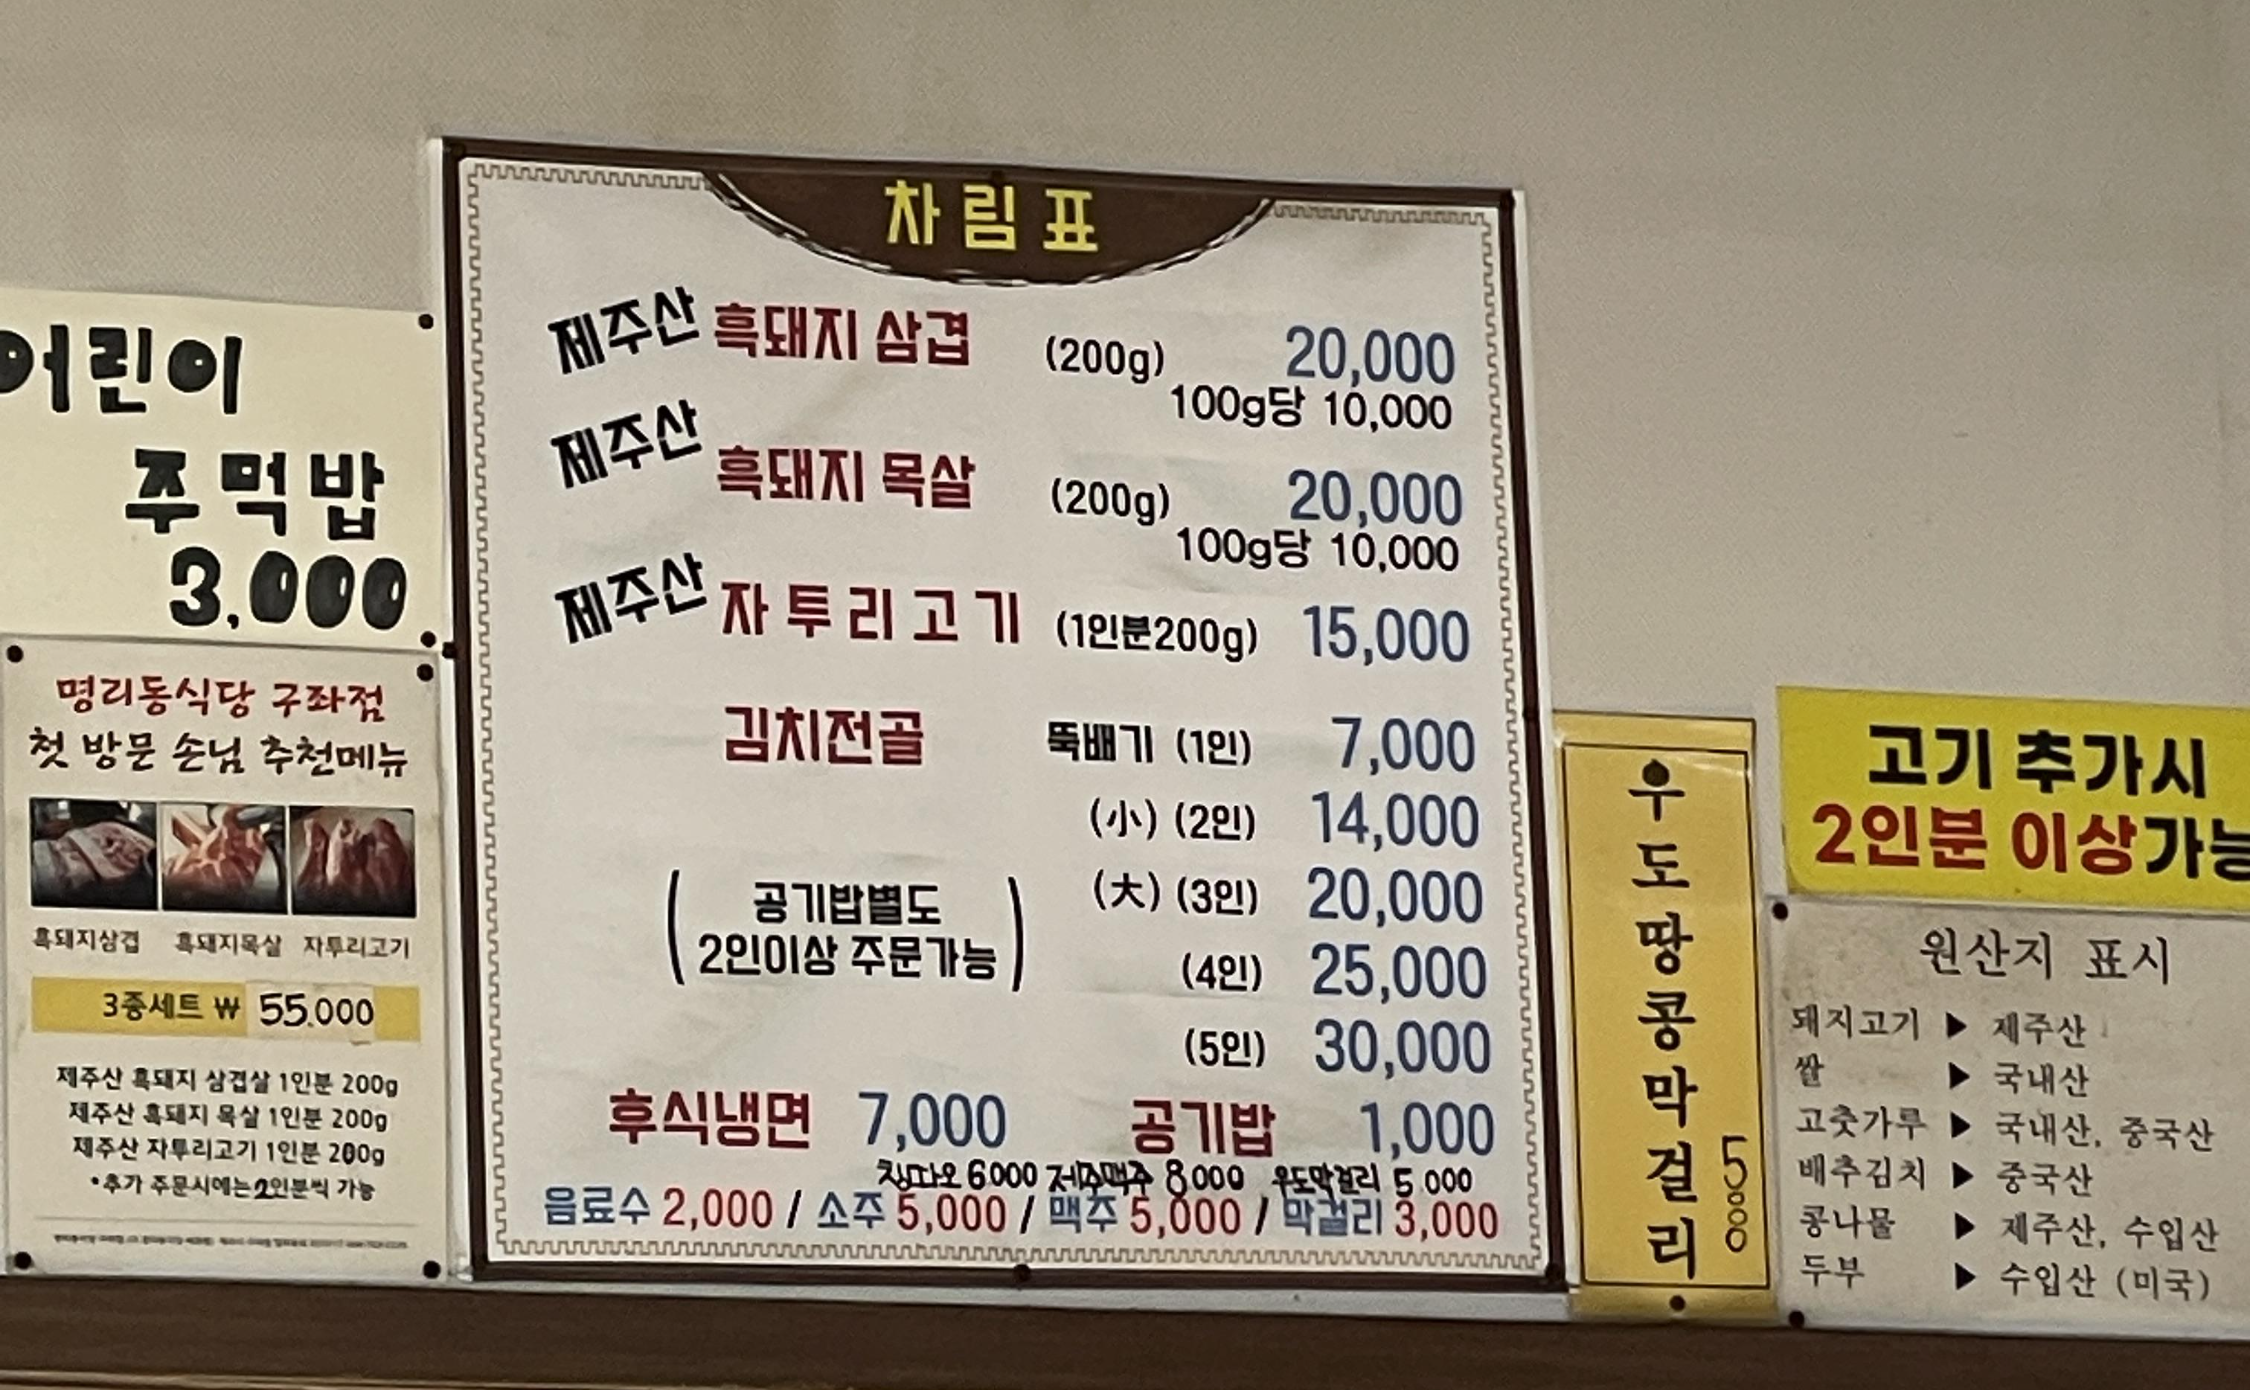 어린이
주먹밥
3,000
명리동식당 구좌점
첫 방문 손님 추천메뉴
흑돼지삼겹 흑돼지목살 자투리고기
3종세트 ₩ 55,000
제주산 흑돼지 삼겹살 1인분 200g
제주산 흑돼지 목살 1인분 200g
제주산 자투리고기 1인분 200g
*추가 주문시에는 2인분씩 가능
차림표
제주산 흑돼지 삼겹 (200g) 20,000
100g당 10,000
제주산 흑돼지 목살 (200g) 20,000
100g당 10,000
제주산 자투리고기 (1인분200g) 15,000
김치전골 뚝배기 (1인) 7,000
(小) (2인) 14,000
(大) (3인) 20,000
(4인) 25,000
(5인) 30,000
(공기밥별도
2인이상 주문가능)
후식냉면 7,000 공기밥 1,000
칭따오 6000 제주맥주 8000 우도막걸리 5000
음료수 2,000 / 소주 5,000 / 맥주 5,000 / 막걸리 3,000
우도땅콩막걸리
5000
고기 추가시
2인분 이상가능
원산지 표시
돼지고기 ▶ 제주산
쌀 ▶ 국내산
고춧가루 ▶ 국내산, 중국산
배추김치 ▶ 중국산
콩나물 ▶ 제주산, 수입산
두부 ▶ 수입산 (미국)